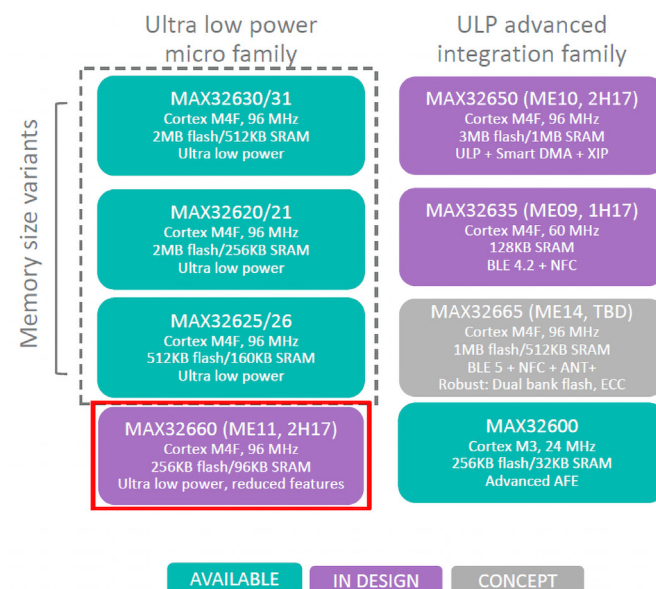 Ultra low power
micro family
Memory size variants
MAX32630/31
Cortex M4F, 96 MHz
2MB flash/512KB SRAM
Ultra low power
MAX32620/21
Cortex M4F, 96 MHz
2MB flash/256KB SRAM
Ultra low power
MAX32625/26
Cortex M4F, 96 MHz
512KB flash/160KB SRAM
Ultra low power
MAX32660 (ME11, 2H17)
Cortex M4F, 96 MHz
256KB flash/96KB SRAM
Ultra low power, reduced features
ULP advanced
integration family
MAX32650 (ME10, 2H17)
Cortex M4F, 96 MHz
3MB flash/1MB SRAM
ULP + Smart DMA + XIP
MAX32635 (ME09, 1H17)
Cortex M4F, 60 MHz
128KB SRAM
BLE 4.2 + NFC
MAX32665 (ME14, TBD)
Cortex M4F, 96 MHz
1MB flash/512KB SRAM
BLE 5 + NFC + ANT+
Robust: Dual bank flash, ECC
MAX32600
Cortex M3, 24 MHz
256KB flash/32KB SRAM
Advanced AFE
AVAILABLE
IN DESIGN
CONCEPT